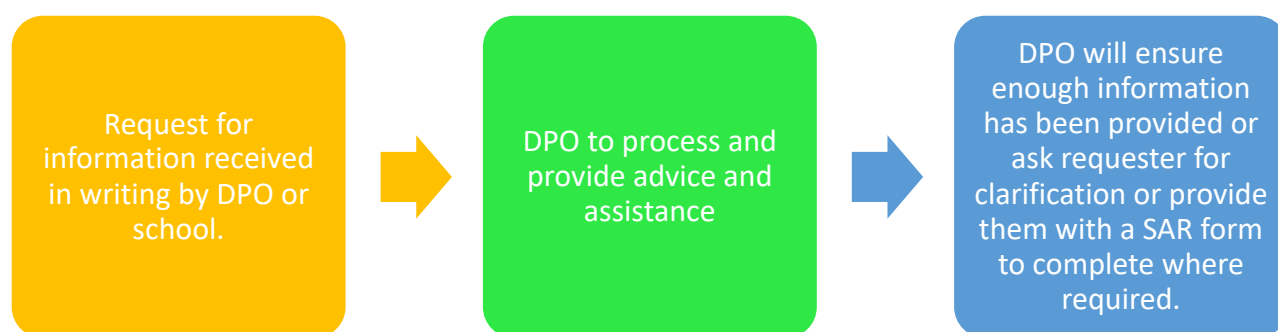 Request for
information received
in writing by DPO or
school.
DPO to process and
provide advice and
assistance
DPO will ensure
enough information
has been provided or
ask requester for
clarification or provide
them with a SAR form
to complete where
required.